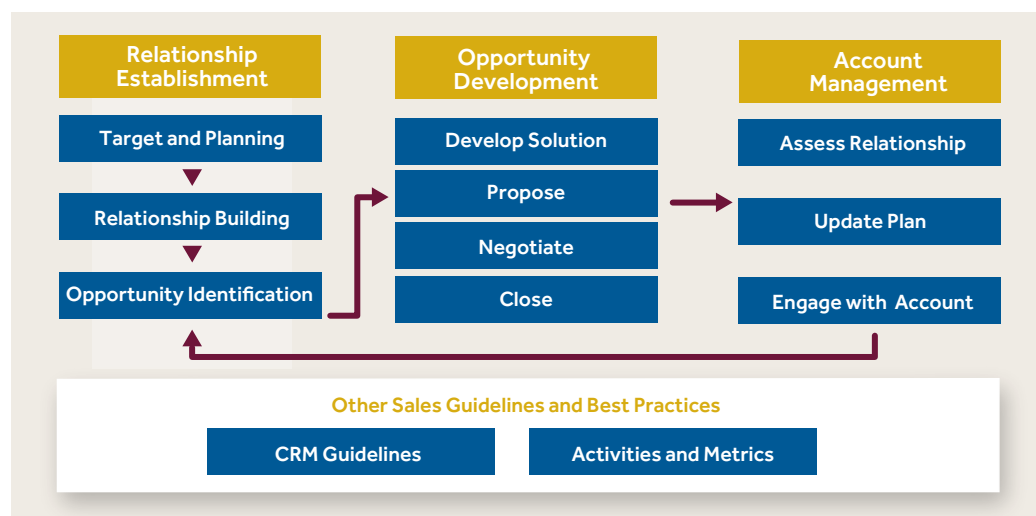 Relationship
Establishment
Target and Planning
Relationship Building
Opportunity Identification
Opportunity
Development
Develop Solution
Propose
Negotiate
Close
Account
Management
Assess Relationship
Update Plan
Engage with Account
Other Sales Guidelines and Best Practices
CRM Guidelines
Activities and Metrics